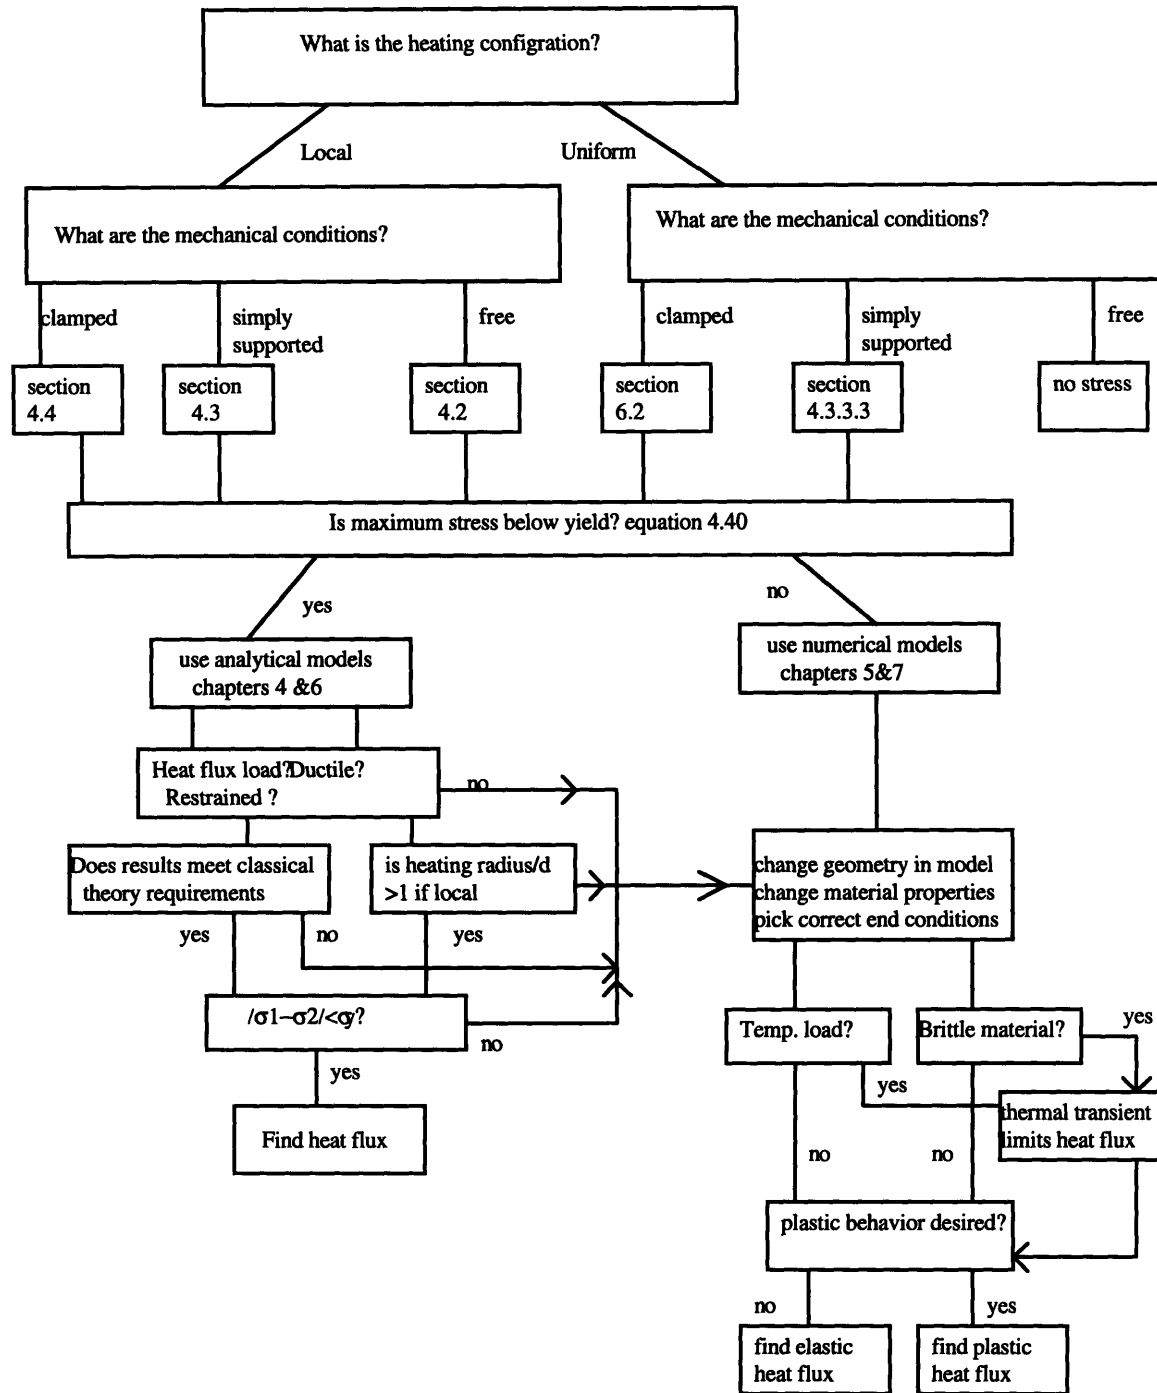 What is the heating configration?
Local
Uniform
What are the mechanical conditions?
What are the mechanical conditions?
clamped
simply
supported
free
clamped
simply
supported
free
section
4.4
section
4.3
section
4.2
section
6.2
section
4.3.3.3
no stress
Is maximum stress below yield? equation 4.40
yes
no
use analytical models
chapters 4 &6
use numerical models
chapters 5&7
Heat flux load?Ductile?
Restrained ?
no
Does results meet classical
theory requirements
is heating radius/d
>1 if local
change geometry in model
change material properties
pick correct end conditions
yes
no
yes
/σ1-σ2/<σy?
no
yes
Find heat flux
Temp. load?
Brittle material?
yes
yes
thermal transient
limits heat flux
no
no
plastic behavior desired?
no
yes
find elastic
heat flux
find plastic
heat flux